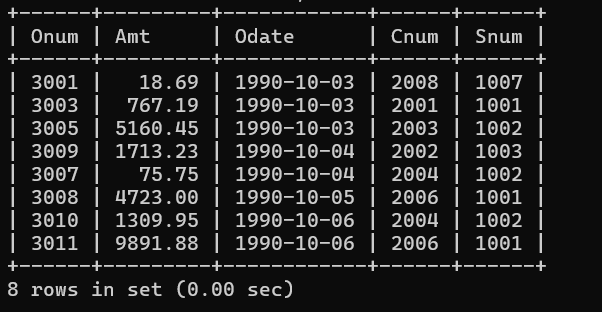 +------+---------+------------+------+------+
| Onum | Amt     | Odate      | Cnum | Snum |
+------+---------+------------+------+------+
| 3001 |   18.69 | 1990-10-03 | 2008 | 1007 |
| 3003 |  767.19 | 1990-10-03 | 2001 | 1001 |
| 3005 | 5160.45 | 1990-10-03 | 2003 | 1002 |
| 3009 | 1713.23 | 1990-10-04 | 2002 | 1003 |
| 3007 |   75.75 | 1990-10-04 | 2004 | 1002 |
| 3008 | 4723.00 | 1990-10-05 | 2006 | 1001 |
| 3010 | 1309.95 | 1990-10-06 | 2004 | 1002 |
| 3011 | 9891.88 | 1990-10-06 | 2006 | 1001 |
+------+---------+------------+------+------+
8 rows in set (0.00 sec)